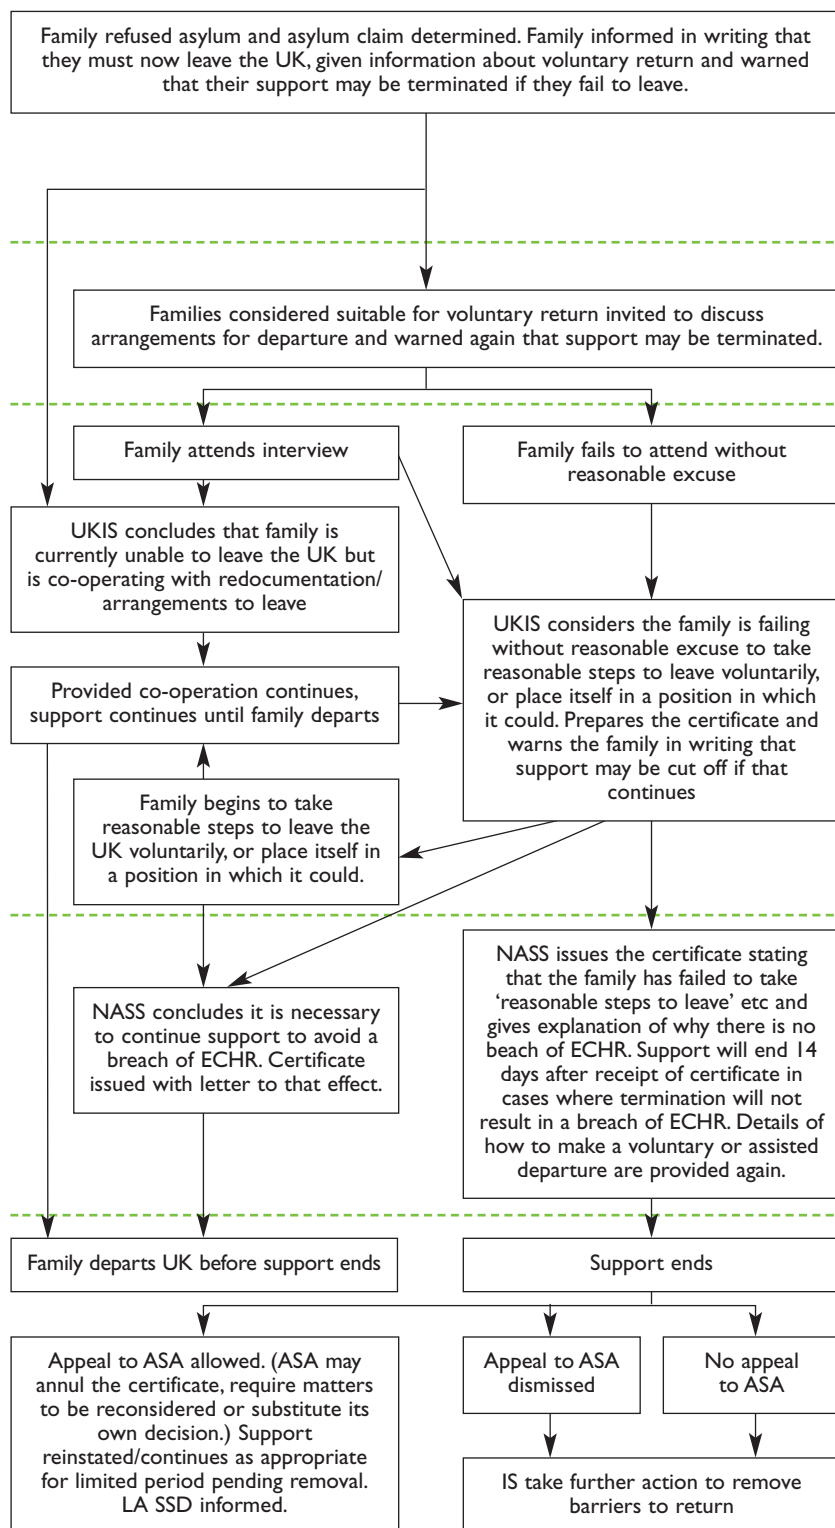 Family refused asylum and asylum claim determined. Family informed in writing that
they must now leave the UK, given information about voluntary return and warned
that their support may be terminated if they fail to leave.
Families considered suitable for voluntary return invited to discuss
arrangements for departure and warned again that support may be terminated.
Family attends interview
Family fails to attend without
reasonable excuse
UKIS concludes that family is
currently unable to leave the UK but
is co-operating with redocumentation/
arrangements to leave
UKIS considers the family is failing
without reasonable excuse to take
reasonable steps to leave voluntarily,
or place itself in a position in which
it could. Prepares the certificate and
warns the family in writing that
support may be cut off if that
continues
Provided co-operation continues,
support continues until family departs
Family begins to take
reasonable steps to leave the
UK voluntarily, or place itself in
a position in which it could.
NASS concludes it is necessary
to continue support to avoid a
breach of ECHR. Certificate
issued with letter to that effect.
NASS issues the certificate stating
that the family has failed to take
‘reasonable steps to leave’ etc and
gives explanation of why there is no
beach of ECHR. Support will end 14
days after receipt of certificate in
cases where termination will not
result in a breach of ECHR. Details of
how to make a voluntary or assisted
departure are provided again.
Family departs UK before support ends
Support ends
Appeal to ASA allowed. (ASA may
annul the certificate, require matters
to be reconsidered or substitute its
own decision.) Support
reinstated/continues as appropriate
for limited period pending removal.
LA SSD informed.
Appeal to ASA
dismissed
No appeal
to ASA
IS take further action to remove
barriers to return